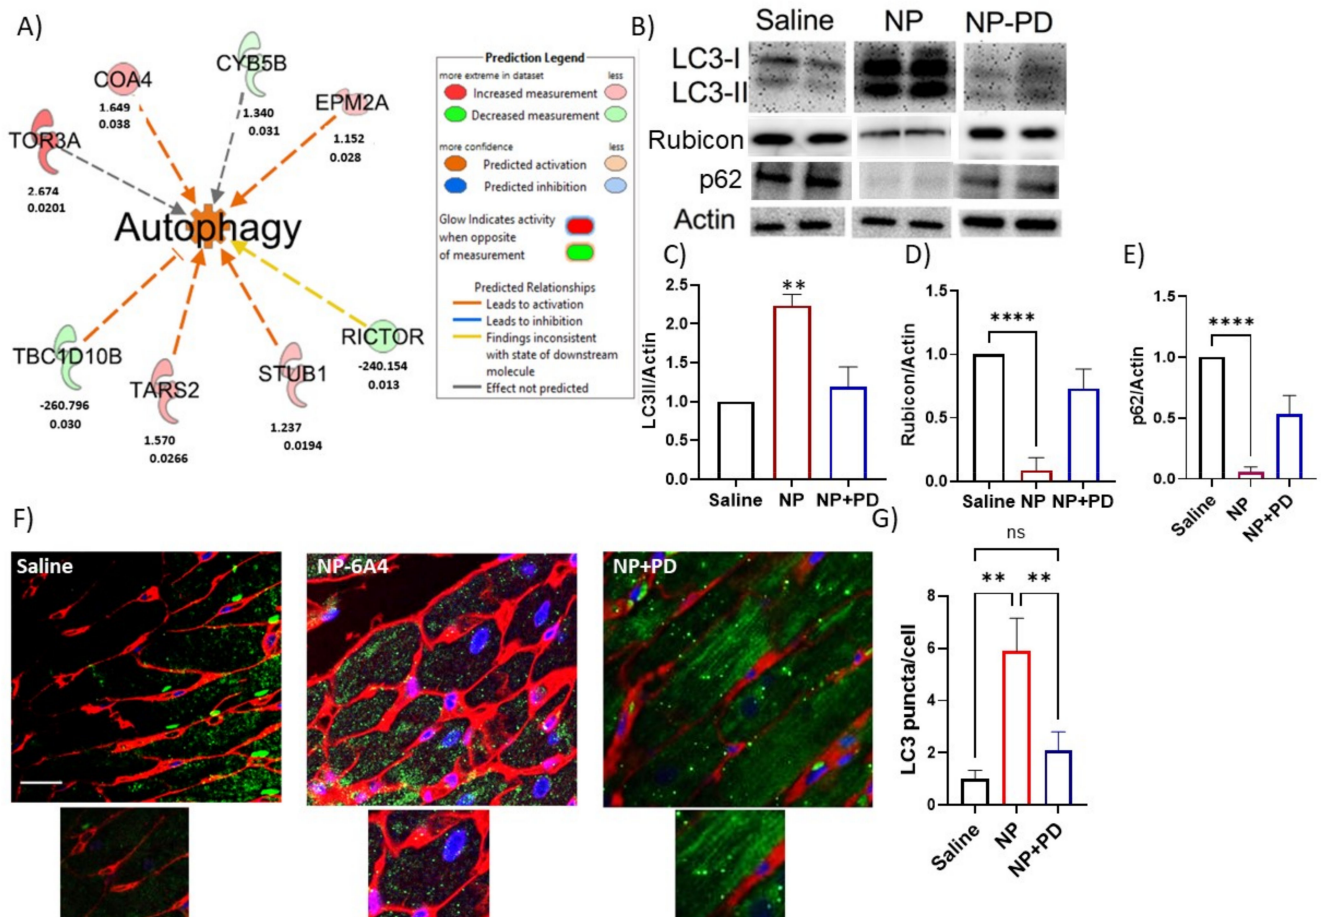 A)
COA4
1.649
0.038
CYB5B
1.340
0.031
EPM2A
1.152
0.028
TOR3A
2.674
0.0201
Autophagy
TBC1D10B
-260.796
0.030
TARS2
1.570
0.0266
STUB1
1.237
0.0194
RICTOR
-240.154
0.013
Prediction Legend
more extreme in dataset less
Increased measurement
Decreased measurement
more confidence less
Predicted activation
Predicted inhibition
Glow Indicates activity
when opposite
of measurement
Predicted Relationships
Leads to activation
Leads to inhibition
Findings inconsistent
with state of downstream
molecule
Effect not predicted
B)
Saline NP NP-PD
LC3-I
LC3-II
Rubicon
p62
Actin
C)
LC3II/Actin
2.5
2.0
1.5
1.0
0.5
0.0
**
Saline NP NP+PD
D)
Rubicon/Actin
1.5
1.0
0.5
0.0
****
Saline NP NP+PD
E)
p62/Actin
1.5
1.0
0.5
0.0
****
Saline
NP
NP+PD
F)
Saline
NP-6A4
NP+PD
G)
LC3 puncta/cell
8
6
4
2
0
ns
** **
Saline
NP
NP+PD